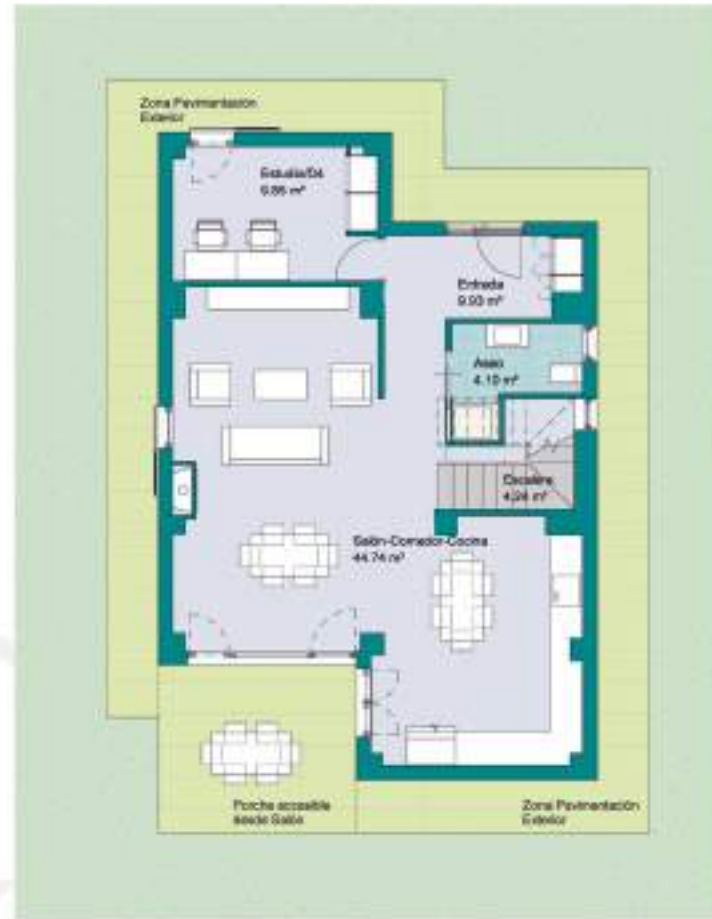 Zona Pavimentación
Exterior
Estudio/D4
9.86 m²
Entrada
9.93 m²
Aseo
4.10 m²
Escalera
4.24 m²
Salón-Comedor-Cocina
44.74 m²
Porche accesible
desde Salón
Zona Pavimentación
Exterior